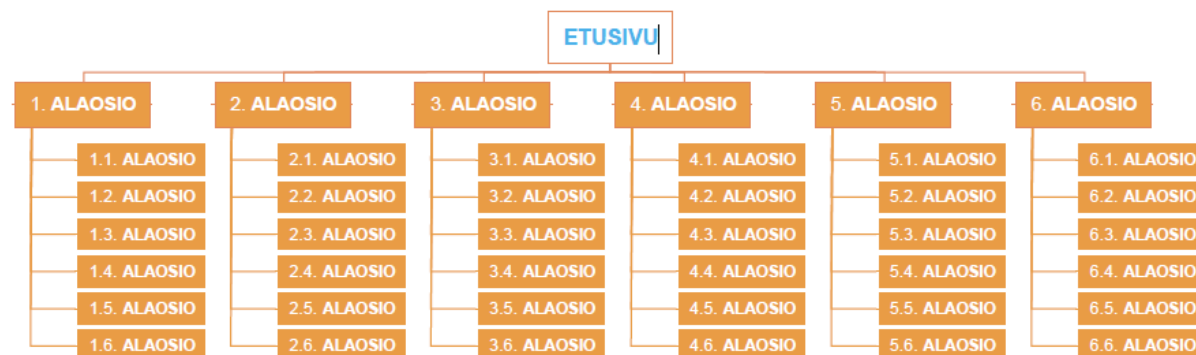 ETUSIVU
1. ALAOSIO
2. ALAOSIO
3. ALAOSIO
4. ALAOSIO
5. ALAOSIO
6. ALAOSIO
1.1. ALAOSIO
1.2. ALAOSIO
1.3. ALAOSIO
1.4. ALAOSIO
1.5. ALAOSIO
1.6. ALAOSIO
2.1. ALAOSIO
2.2. ALAOSIO
2.3. ALAOSIO
2.4. ALAOSIO
2.5. ALAOSIO
2.6. ALAOSIO
3.1. ALAOSIO
3.2. ALAOSIO
3.3. ALAOSIO
3.4. ALAOSIO
3.5. ALAOSIO
3.6. ALAOSIO
4.1. ALAOSIO
4.2. ALAOSIO
4.3. ALAOSIO
4.4. ALAOSIO
4.5. ALAOSIO
4.6. ALAOSIO
5.1. ALAOSIO
5.2. ALAOSIO
5.3. ALAOSIO
5.4. ALAOSIO
5.5. ALAOSIO
5.6. ALAOSIO
6.1. ALAOSIO
6.2. ALAOSIO
6.3. ALAOSIO
6.4. ALAOSIO
6.5. ALAOSIO
6.6. ALAOSIO